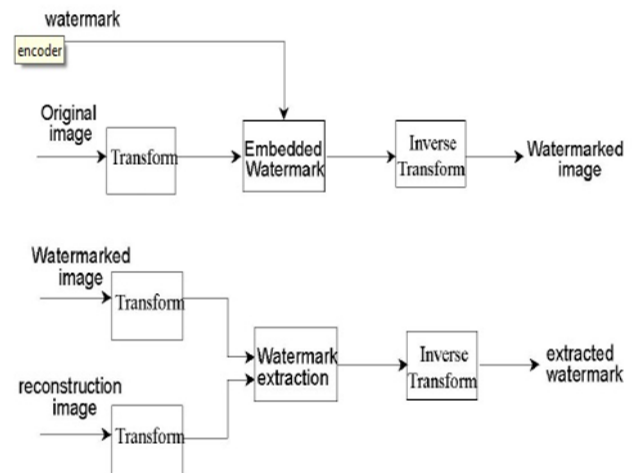 watermark
encoder
Original
image
Transform
Embedded
Watermark
Inverse
Transform
Watermarked
image
Watermarked
image
Transform
Watermark
extraction
Inverse
Transform
extracted
watermark
reconstruction
image
Transform